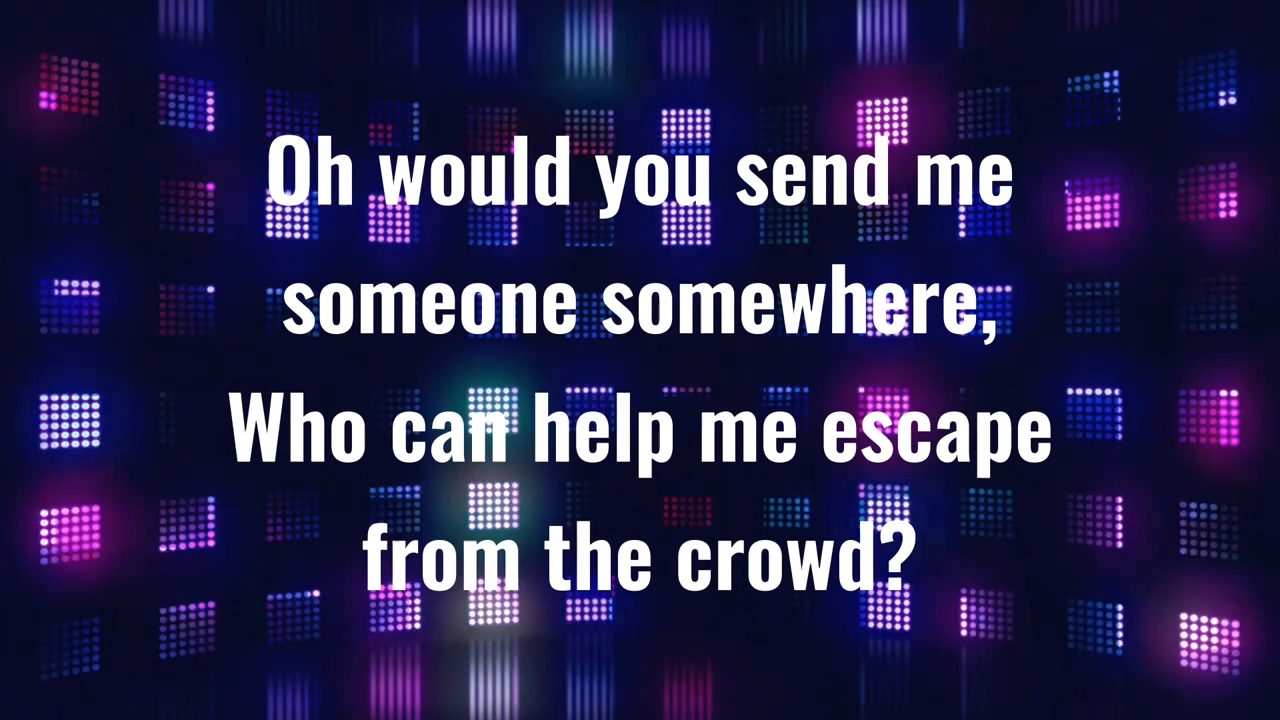 Oh would you send me
someone somewhere,
Who can help me escape
from the crowd?